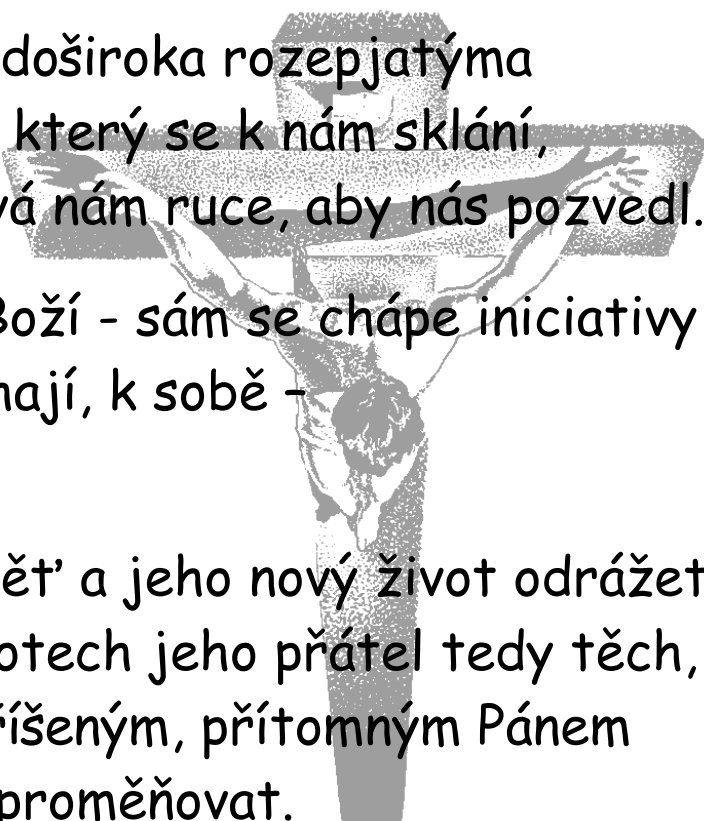 doširoka rozepjatýma
který se k nám sklání,
vá nám ruce, aby nás pozvedl.
Boží - sám se chápe iniciativy
nají, k sobě –
ěť a jeho nový život odrážet
otech jeho přátel tedy těch,
říšeným, přítomným Pánem
proměňovat.